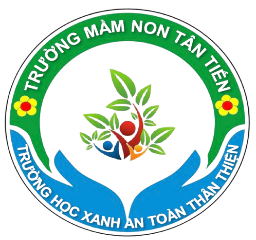 TRƯỜNG MẦM NON TÂN TIẾN
TRƯỜNG HỌC XANH AN TOÀN THÂN THIỆN